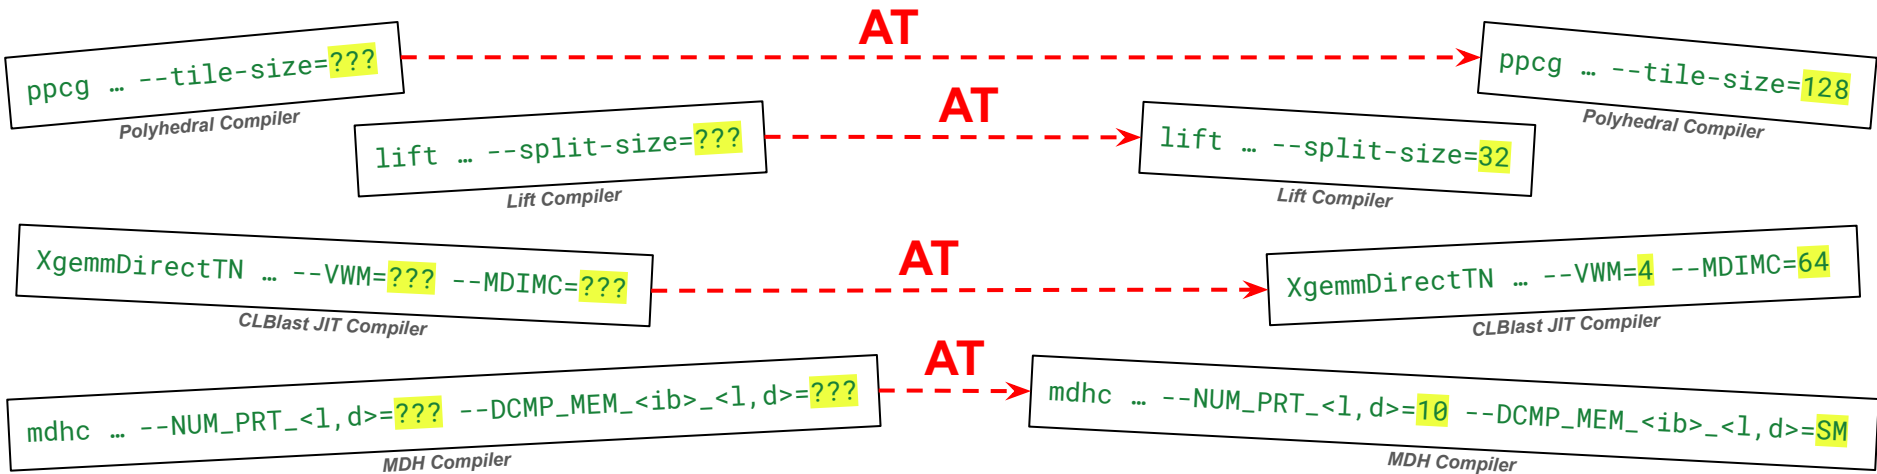 AT
ppcg … --tile-size=???
Polyhedral Compiler
ppcg … --tile-size=128
Polyhedral Compiler
AT
lift … --split-size=???
Lift Compiler
lift … --split-size=32
Lift Compiler
AT
XgemmDirectTN … --VWM=??? --MDIMC=???
CLBlast JIT Compiler
XgemmDirectTN … --VWM=4 --MDIMC=64
CLBlast JIT Compiler
AT
mdhc … --NUM_PRT_<l,d>=??? --DCMP_MEM_<ib>_<l,d>=???
MDH Compiler
mdhc … --NUM_PRT_<l,d>=10 --DCMP_MEM_<ib>_<l,d>=SM
MDH Compiler